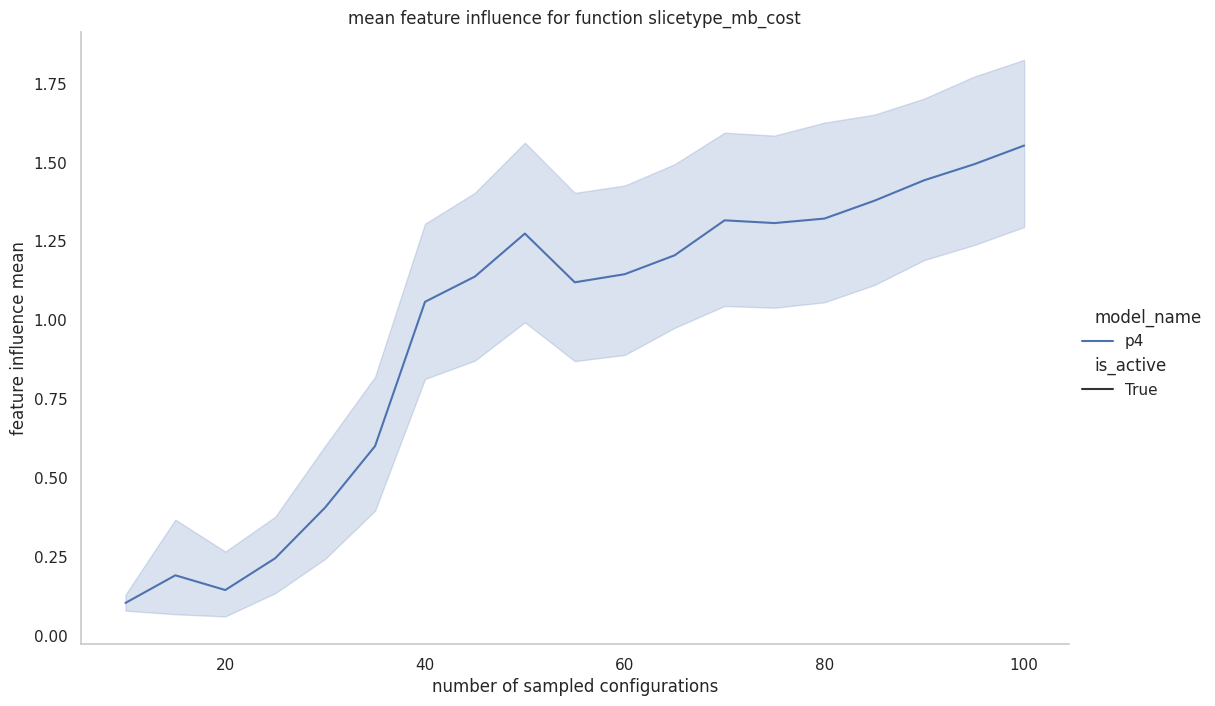 mean feature influence for function slicetype_mb_cost
feature influence mean
1.75
1.50
1.25
1.00
0.75
0.50
0.25
0.00
20
40
60
80
100
number of sampled configurations
model_name
p4
is_active
True